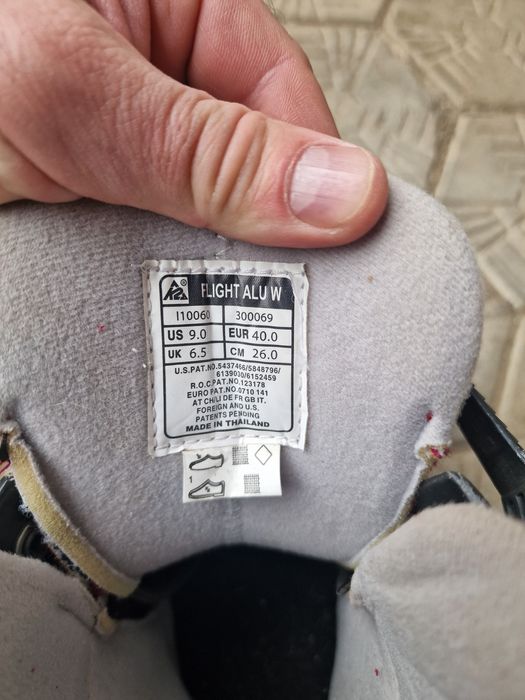 K2 FLIGHT ALU W
I10060 300069
US 9.0 EUR 40.0
UK 6.5 CM 26.0
U.S.PAT.NO.5437466/5848796/
6139030/6152459
R.O.C.PAT.NO.123178
EURO PAT.NO.0710 141
AT CH LI DE FR GB IT.
FOREIGN AND U.S.
PATENTS PENDING
MADE IN THAILAND
1